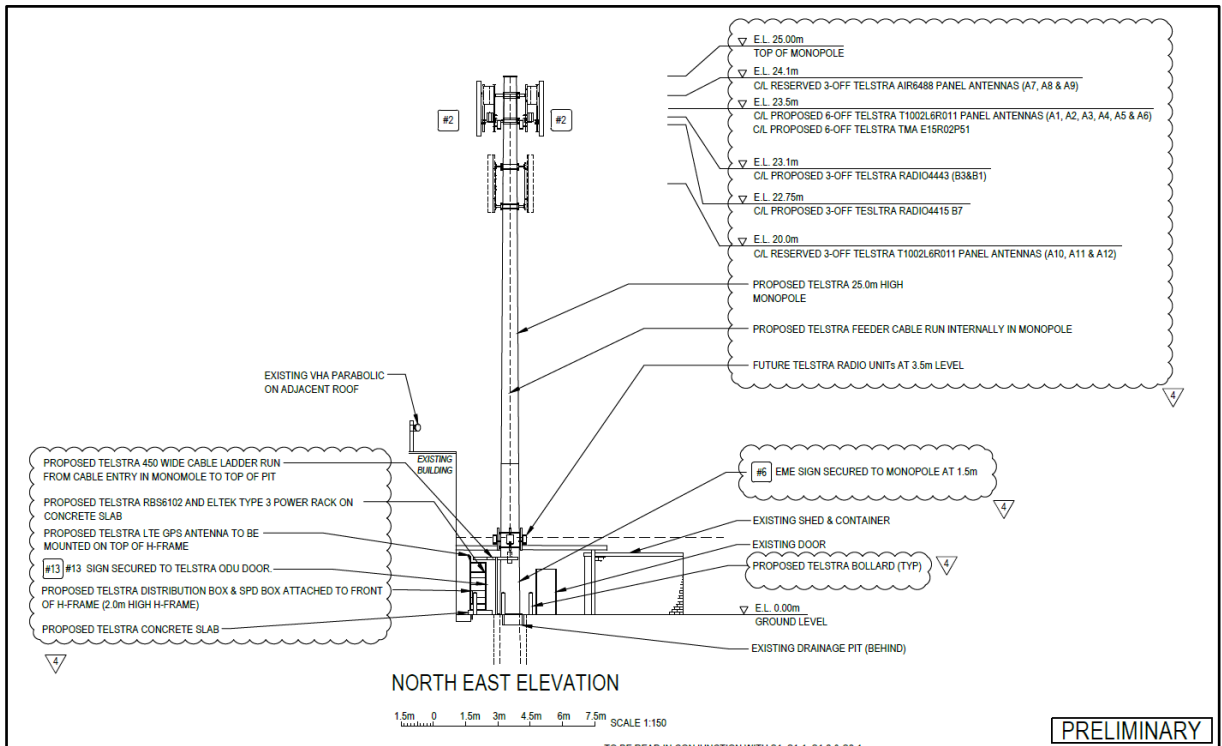 E.L. 25.00m
TOP OF MONOPOLE
E.L. 24.1m
C/L RESERVED 3-OFF TELSTRA AIR6488 PANEL ANTENNAS (A7, A8 & A9)
E.L. 23.5m
C/L PROPOSED 6-OFF TELSTRA T1002L6R011 PANEL ANTENNAS (A1, A2, A3, A4, A5 & A6)
C/L PROPOSED 6-OFF TELSTRA TMA E15R02P51
#2
#2
E.L. 23.1m
C/L PROPOSED 3-OFF TELSTRA RADIO4443 (B3&B1)
E.L. 22.75m
C/L PROPOSED 3-OFF TESLTRA RADIO4415 B7
E.L. 20.0m
C/L RESERVED 3-OFF TELSTRA T1002L6R011 PANEL ANTENNAS (A10, A11 & A12)
PROPOSED TELSTRA 25.0m HIGH
MONOPOLE
PROPOSED TELSTRA FEEDER CABLE RUN INTERNALLY IN MONOPOLE
FUTURE TELSTRA RADIO UNITs AT 3.5m LEVEL
4
EXISTING VHA PARABOLIC
ON ADJACENT ROOF
EXISTING
BUILDING
PROPOSED TELSTRA 450 WIDE CABLE LADDER RUN
FROM CABLE ENTRY IN MONOMOLE TO TOP OF PIT
PROPOSED TELSTRA RBS6102 AND ELTEK TYPE 3 POWER RACK ON
CONCRETE SLAB
PROPOSED TELSTRA LTE GPS ANTENNA TO BE
MOUNTED ON TOP OF H-FRAME
#13 #13 SIGN SECURED TO TELSTRA ODU DOOR.
PROPOSED TELSTRA DISTRIBUTION BOX & SPD BOX ATTACHED TO FRONT
OF H-FRAME (2.0m HIGH H-FRAME)
PROPOSED TELSTRA CONCRETE SLAB
4
#6 EME SIGN SECURED TO MONOPOLE AT 1.5m
4
EXISTING SHED & CONTAINER
EXISTING DOOR
PROPOSED TELSTRA BOLLARD (TYP)
4
E.L. 0.00m
GROUND LEVEL
EXISTING DRAINAGE PIT (BEHIND)
NORTH EAST ELEVATION
1.5m 0 1.5m 3m 4.5m 6m 7.5m SCALE 1:150
PRELIMINARY